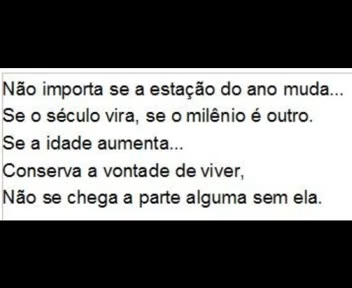 Não importa se a estação do ano muda...
Se o século vira, se o milênio é outro.
Se a idade aumenta...
Conserva a vontade de viver,
Não se chega a parte alguma sem ela.